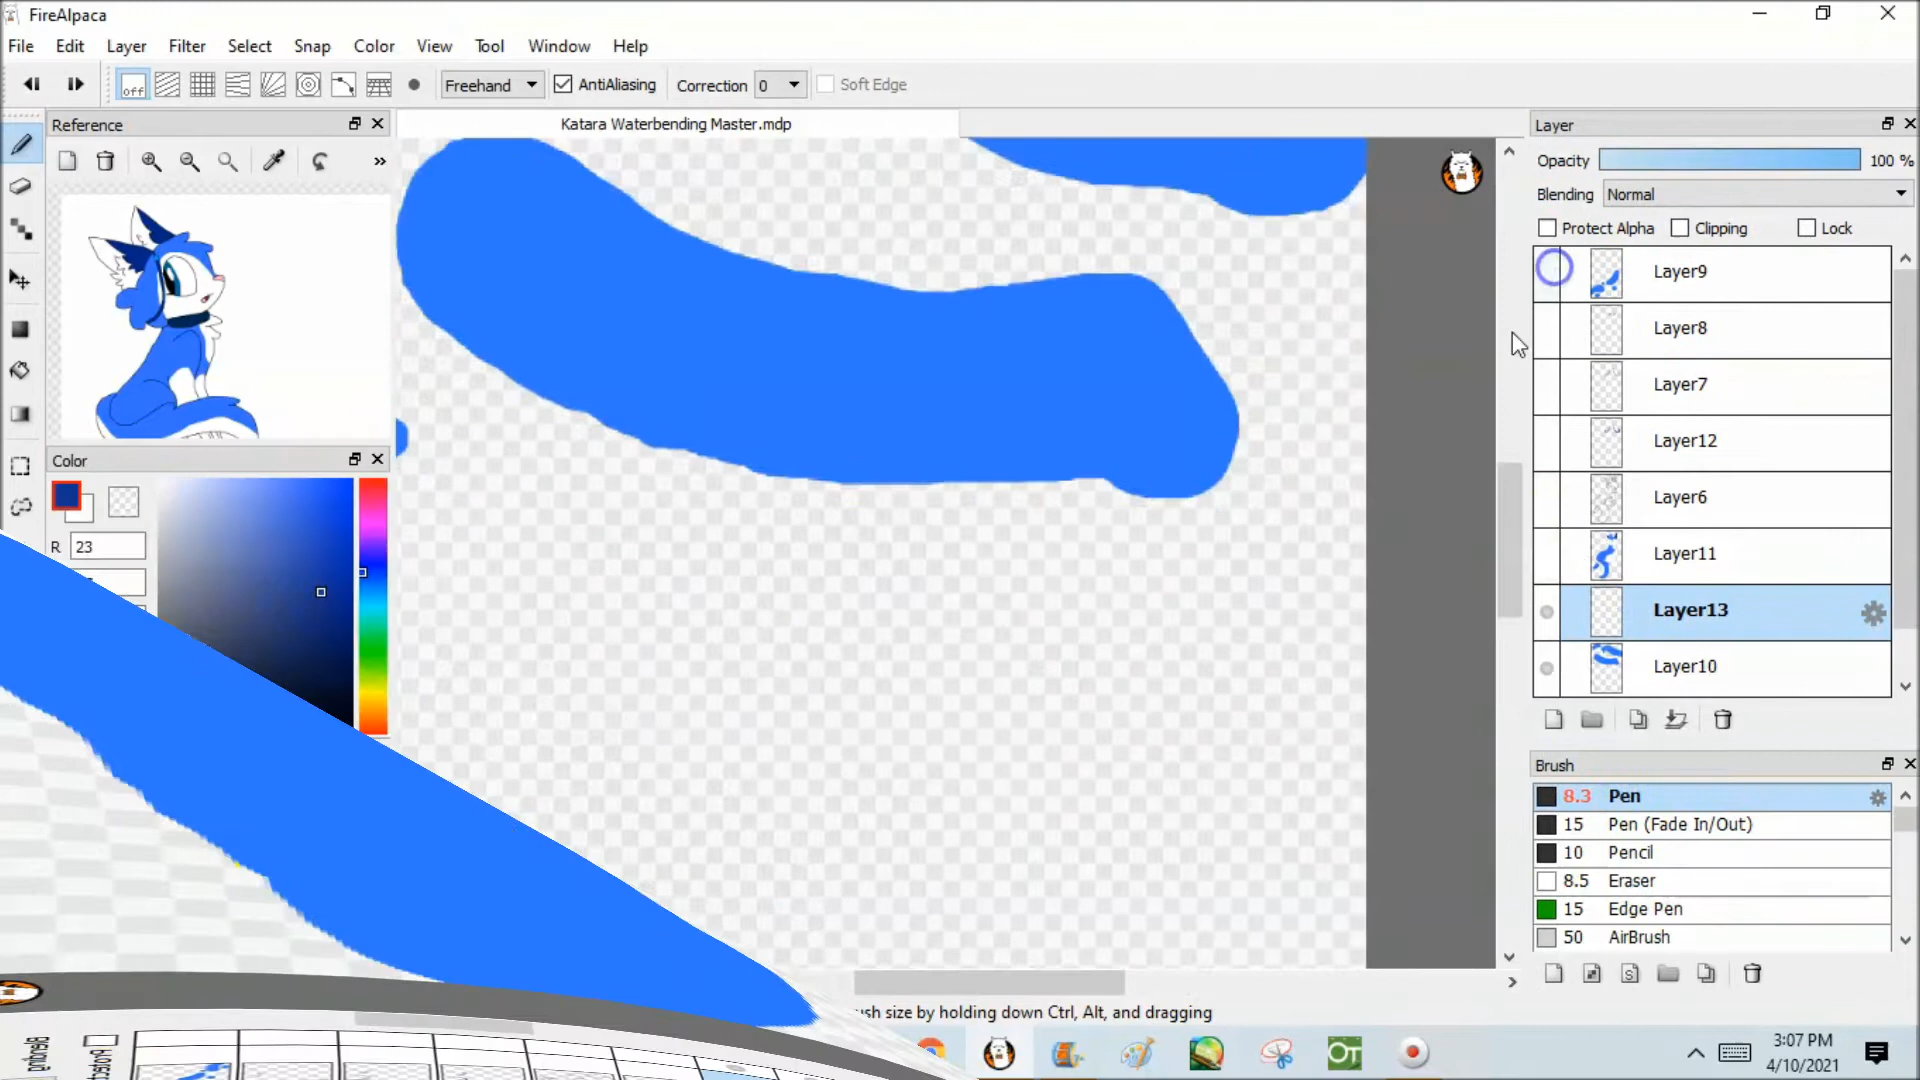 FireAlpaca
File Edit Layer Filter Select Snap Color View Tool Window Help
off Freehand AntiAliasing Correction 0 Soft Edge
Reference
Katara Waterbending Master.mdp
Layer
Opacity 100 %
Blending Normal
Protect Alpha Clipping Lock
Layer9
Layer8
Layer7
Layer12
Layer6
Layer11
Layer13
Layer10
Color
R 23
Brush
8.3 Pen
15 Pen (Fade In/Out)
10 Pencil
8.5 Eraser
15 Edge Pen
50 AirBrush
size by holding down Ctrl, Alt, and dragging
OT
3:07 PM
4/10/2021